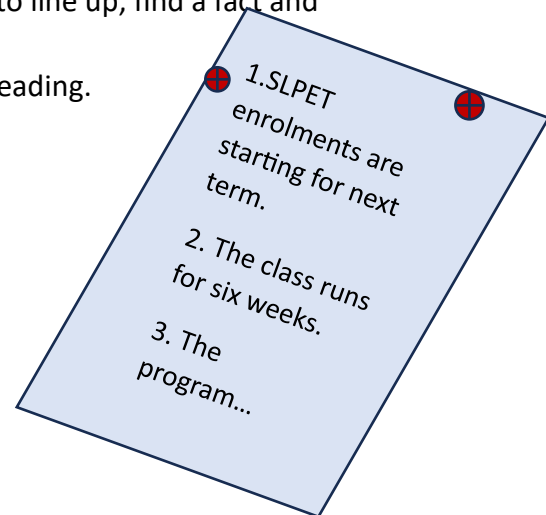 to line up, find a fact and
eading.
1.SLPET
enrolments are
starting for next
term.
2. The class runs
for six weeks.
3. The
program...